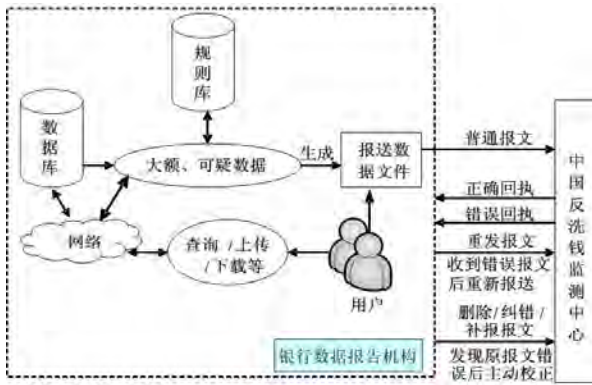 规则库
数据库
大额、可疑数据
生成
报送数
据文件
网络
查询/上传
/下载等
用户
银行数据报告机构
普通报文
正确回执
错误回执
重发报文
收到错误报文
后重新报送
删除/纠错/
补报报文
发现原报文错
误后主动校正
中国反洗钱监测中心